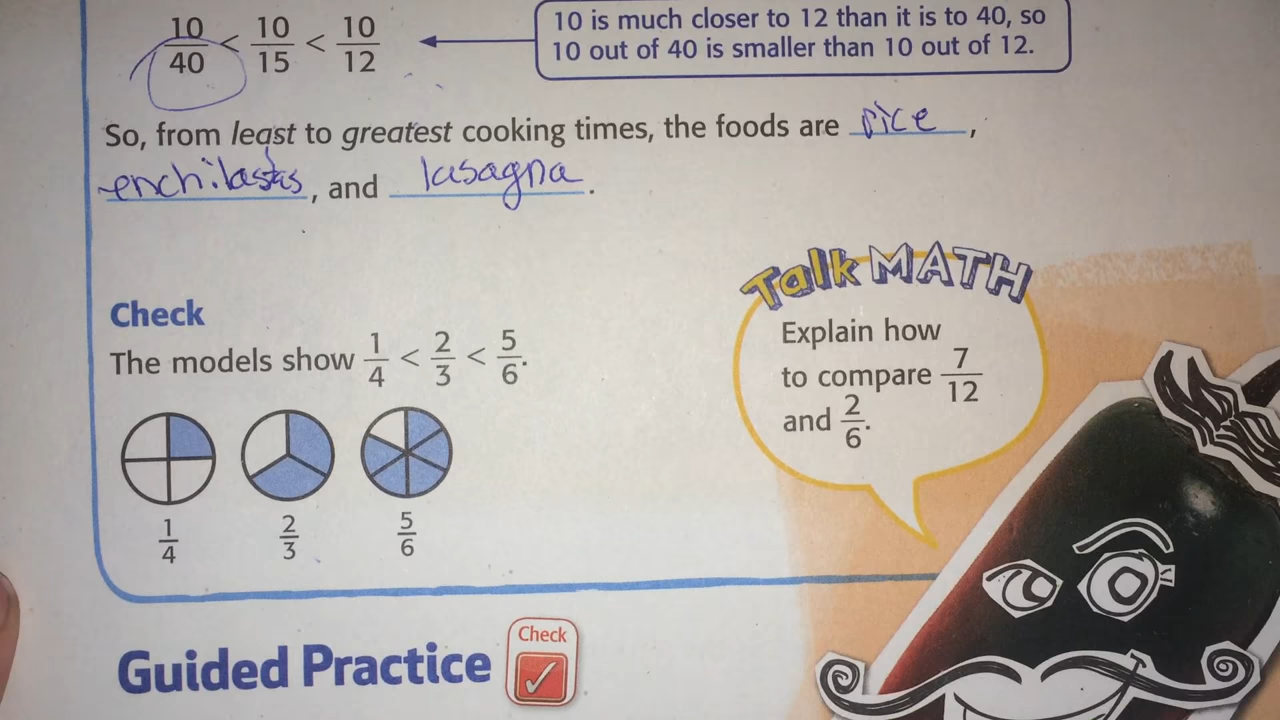 10/40 < 10/15 < 10/12
10 is much closer to 12 than it is to 40, so
10 out of 40 is smaller than 10 out of 12.
So, from least to greatest cooking times, the foods are rice,
enchiladas, and lasagna.
Check
The models show 1/4 < 2/3 < 5/6.
1/4 2/3 5/6
Talk MATH
Explain how
to compare 7/12
and 2/6.
Guided Practice
Check